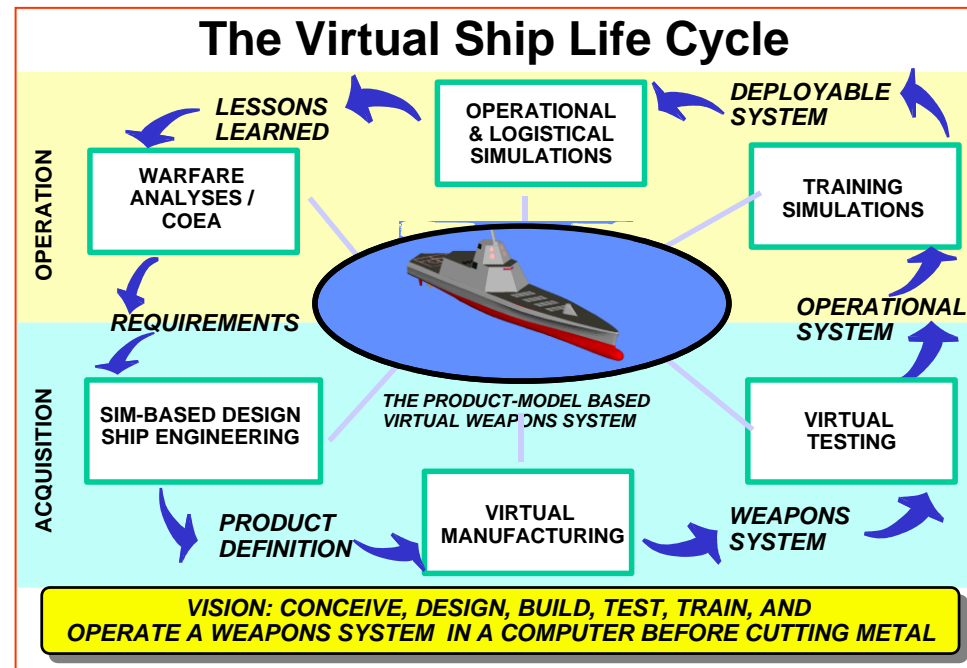 The Virtual Ship Life Cycle
OPERATION
LESSONS
LEARNED
OPERATIONAL
& LOGISTICAL
SIMULATIONS
DEPLOYABLE
SYSTEM
WARFARE
ANALYSES /
COEA
TRAINING
SIMULATIONS
REQUIREMENTS
OPERATIONAL
SYSTEM
ACQUISITION
SIM-BASED DESIGN
SHIP ENGINEERING
THE PRODUCT-MODEL BASED
VIRTUAL WEAPONS SYSTEM
VIRTUAL
TESTING
PRODUCT
DEFINITION
VIRTUAL
MANUFACTURING
WEAPONS
SYSTEM
VISION: CONCEIVE, DESIGN, BUILD, TEST, TRAIN, AND
OPERATE A WEAPONS SYSTEM IN A COMPUTER BEFORE CUTTING METAL